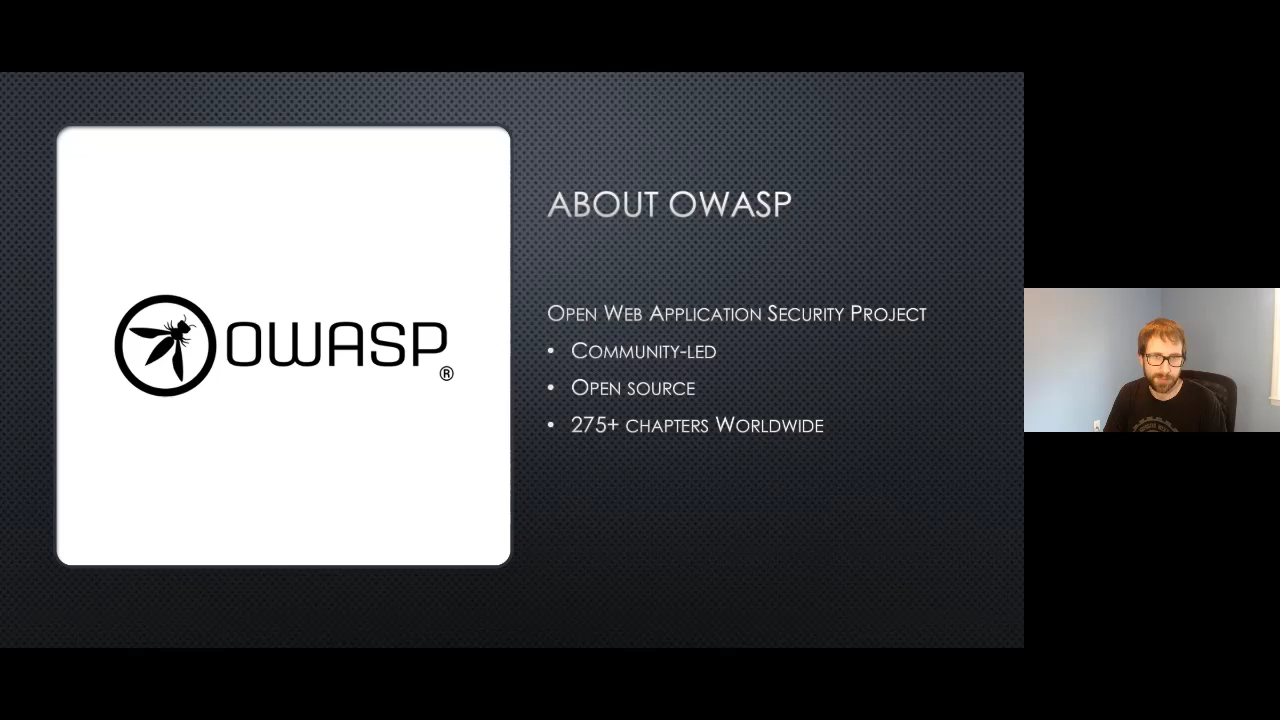 OWASP
®
ABOUT OWASP
OPEN WEB APPLICATION SECURITY PROJECT
• COMMUNITY-LED
• OPEN SOURCE
• 275+ CHAPTERS WORLDWIDE